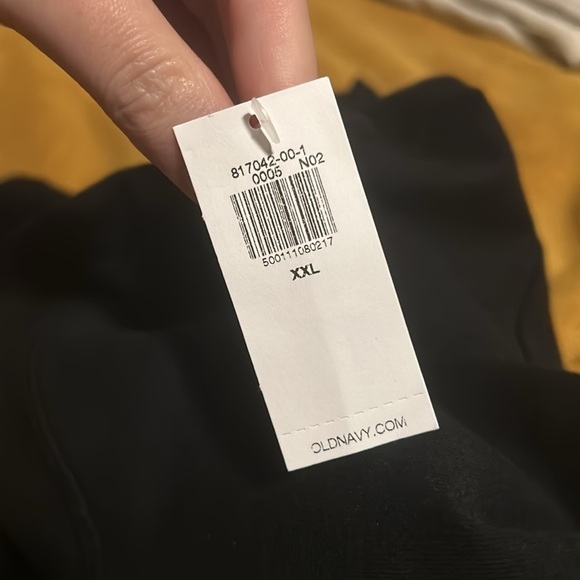 817042-00-1
0005 N02
500111080217
XXL
OLDNAVY.COM